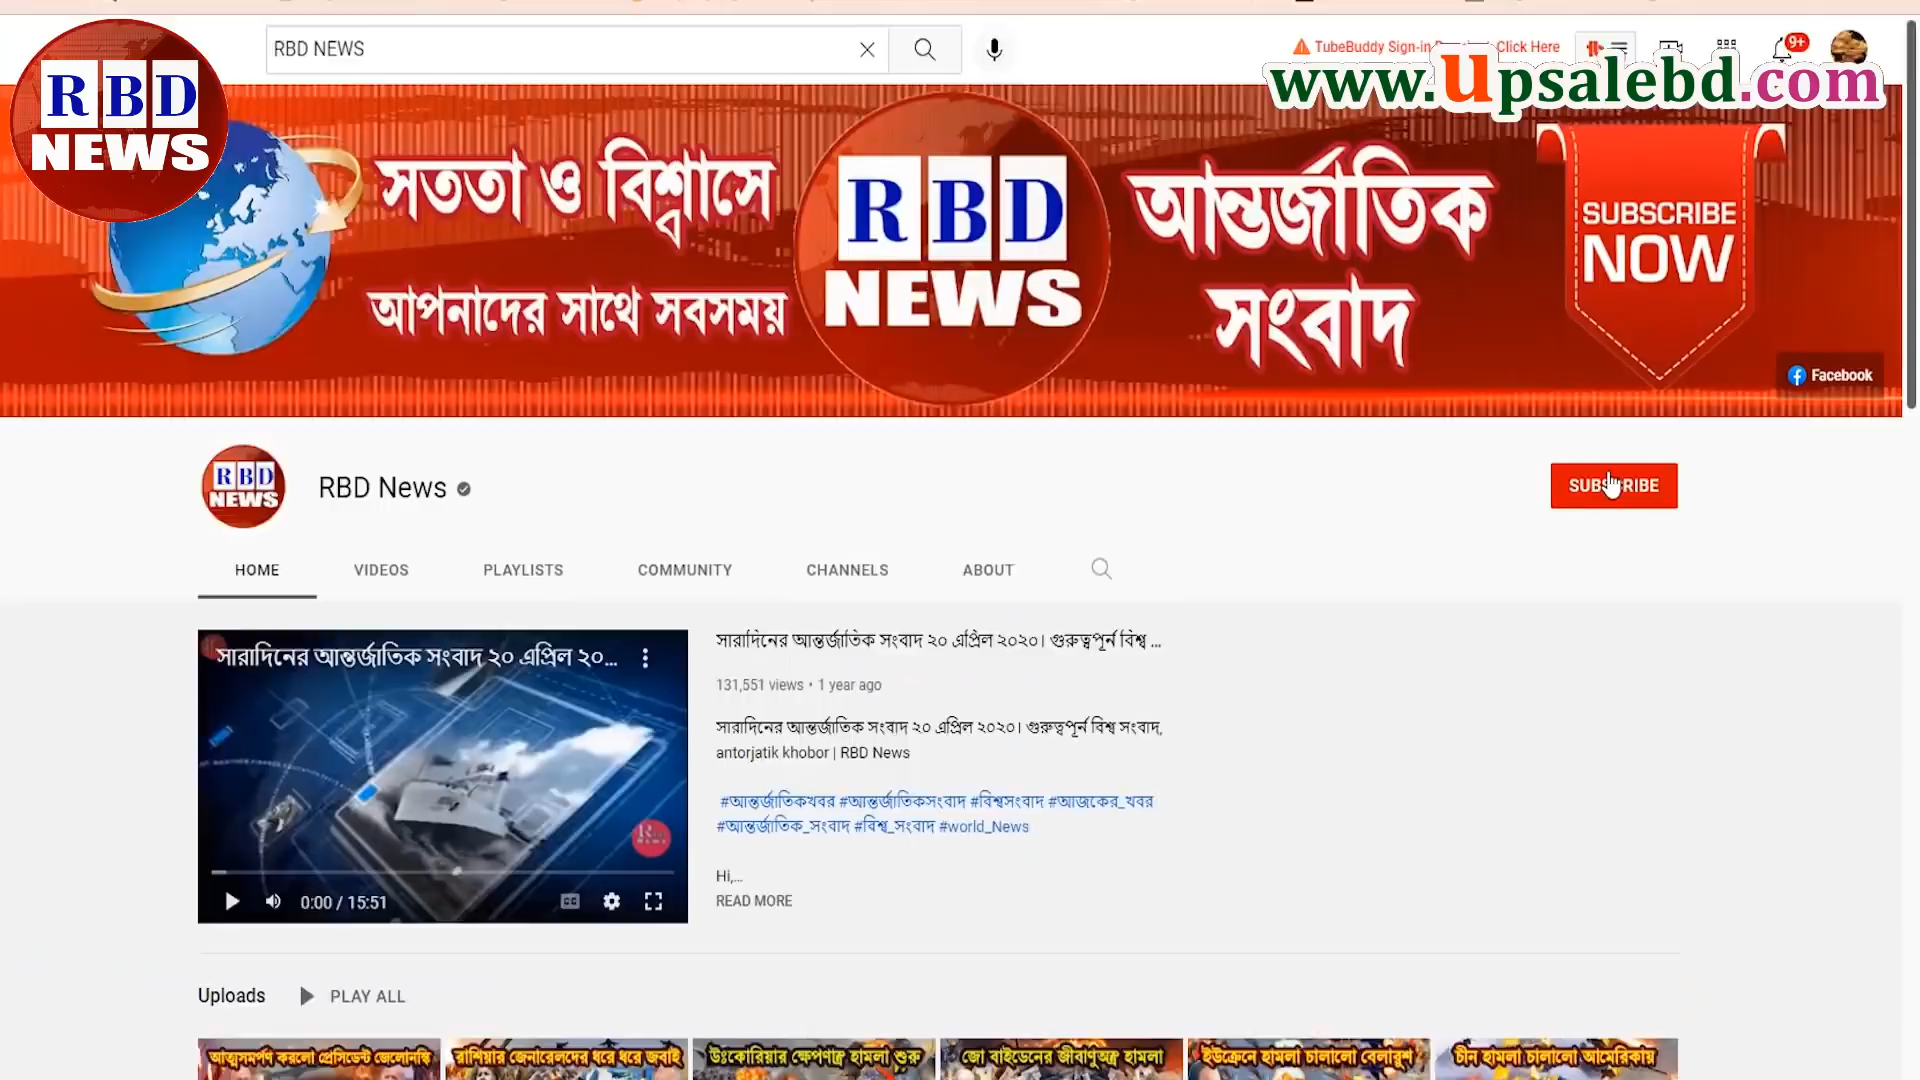 RBD
NEWS
RBD NEWS
TubeBuddy Sign-in
Click Here
9+
www.Upsalebd.com
সততা ও বিশ্বাসে
আপনাদের সাথে সবসময়
RBD
NEWS
আন্তর্জাতিক
সংবাদ
SUBSCRIBE
NOW
Facebook
RBD
NEWS
RBD News
SUBSCRIBE
HOME VIDEOS PLAYLISTS COMMUNITY CHANNELS ABOUT
সারাদিনের আন্তর্জাতিক সংবাদ ২০ এপ্রিল ২০...
0:00 / 15:51
সারাদিনের আন্তর্জাতিক সংবাদ ২০ এপ্রিল ২০২০। গুরুত্বপূর্ন বিশ্ব ...
131,551 views • 1 year ago
সারাদিনের আন্তর্জাতিক সংবাদ ২০ এপ্রিল ২০২০। গুরুত্বপূর্ন বিশ্ব সংবাদ,
antorjatik khobor | RBD News
#আন্তর্জাতিকখবর #আন্তর্জাতিকসংবাদ #বিশ্বসংবাদ #আজকের_খবর
#আন্তর্জাতিক_সংবাদ #বিশ্ব_সংবাদ #world_News
Hi,...
READ MORE
Uploads PLAY ALL
আত্মসমর্পণ করলো প্রেসিডেন্ট জেলোনস্কি
রাশিয়ার জেনারেলদের ধরে ধরে জবাই
উঃকোরিয়ার ক্ষেপণাস্ত্র হামলা শুরু
জো বাইডেনের জীবাণুঅস্ত্র হামলা
ইউক্রেনে হামলা চালালো বেলারুশ
চীন হামলা চালালো আমেরিকায়